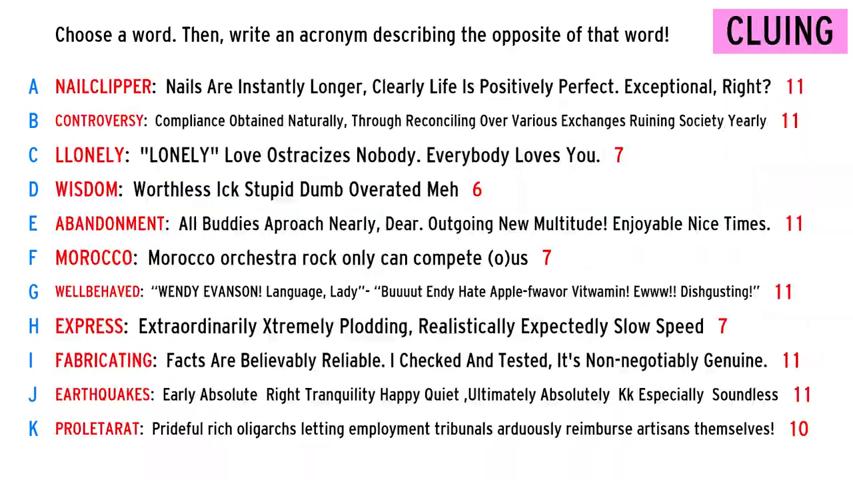 Choose a word. Then, write an acronym describing the opposite of that word!
CLUING
A NAILCLIPPER: Nails Are Instantly Longer, Clearly Life Is Positively Perfect. Exceptional, Right? 11
B CONTROVERSY: Compliance Obtained Naturally, Through Reconciling Over Various Exchanges Ruining Society Yearly 11
C LLONELY: "LONELY" Love Ostracizes Nobody. Everybody Loves You. 7
D WISDOM: Worthless Ick Stupid Dumb Overated Meh 6
E ABANDONMENT: All Buddies Aproach Nearly, Dear. Outgoing New Multitude! Enjoyable Nice Times. 11
F MOROCCO: Morocco orchestra rock only can compete (o)us 7
G WELLBEHAVED: “WENDY EVANSON! Language, Lady”- “Buuuut Endy Hate Apple-fwavor Vitwamin! Ewww!! Dishgusting!” 11
H EXPRESS: Extraordinarily Xtremely Plodding, Realistically Expectedly Slow Speed 7
I FABRICATING: Facts Are Believably Reliable. I Checked And Tested, It's Non-negotiably Genuine. 11
J EARTHQUAKES: Early Absolute Right Tranquility Happy Quiet ,Ultimately Absolutely Kk Especially Soundless 11
K PROLETARAT: Prideful rich oligarchs letting employment tribunals arduously reimburse artisans themselves! 10